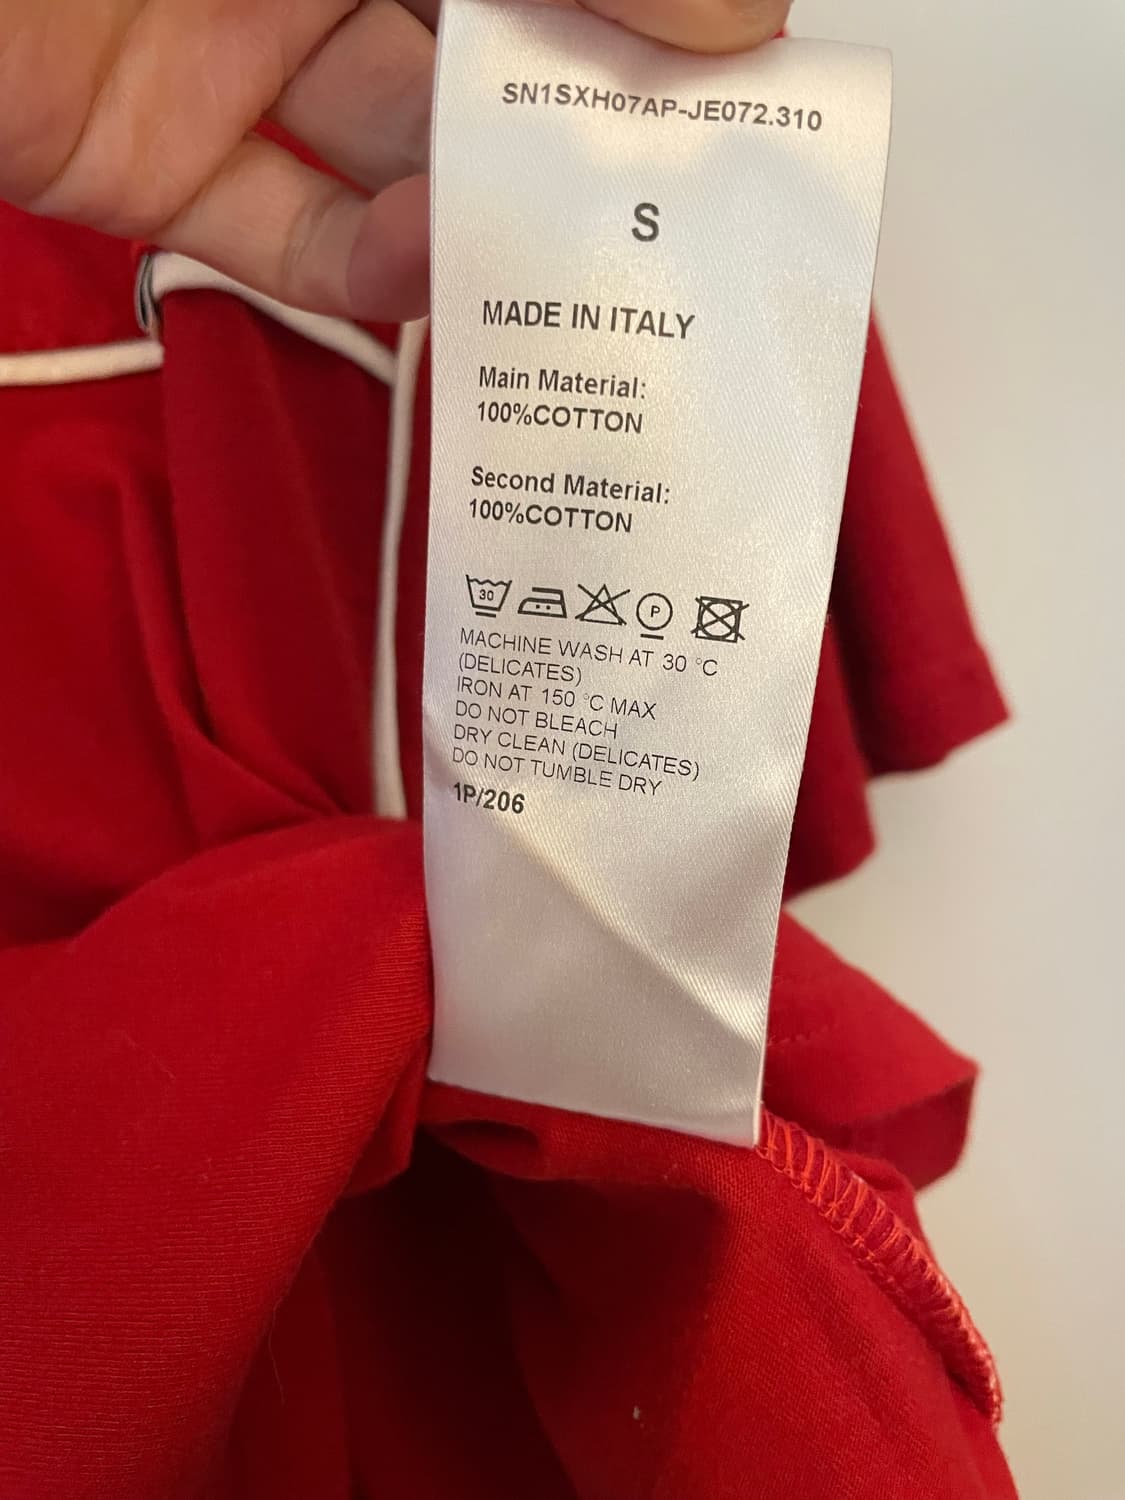 SN1SXH07AP-JE072.310
S
MADE IN ITALY
Main Material:
100%COTTON
Second Material:
100%COTTON
30 P
MACHINE WASH AT 30 °C
(DELICATES)
IRON AT 150 °C MAX
DO NOT BLEACH
DRY CLEAN (DELICATES)
DO NOT TUMBLE DRY
1P/206